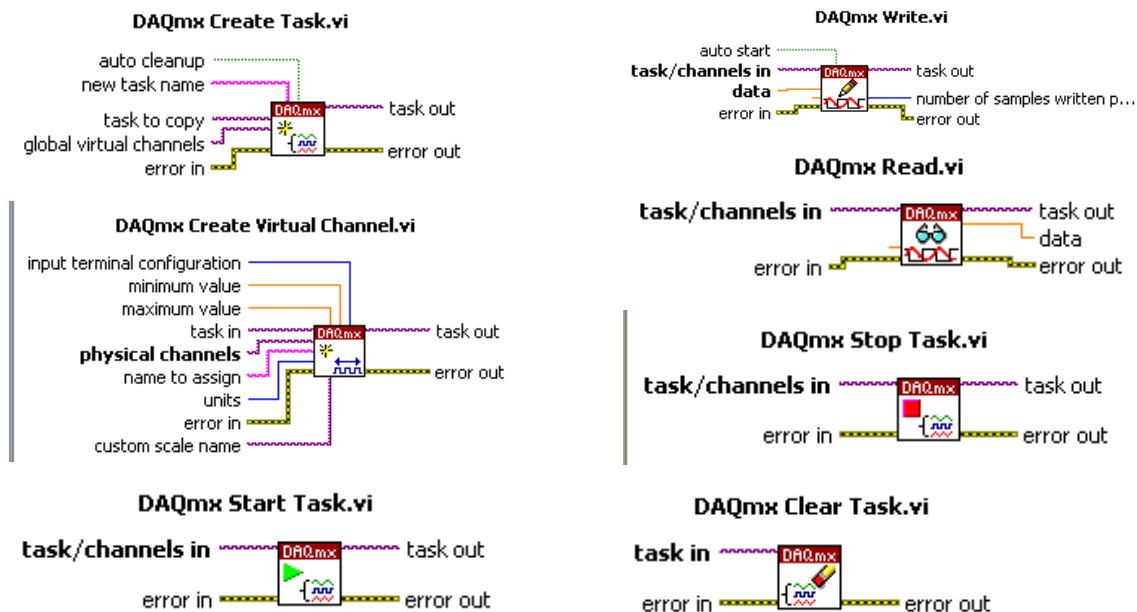 DAQmx Create Task.vi
auto cleanup
new task name
DAQmx
task out
task to copy
global virtual channels
error in
error out
DAQmx Create Virtual Channel.vi
input terminal configuration
minimum value
maximum value
task in
DAQmx
task out
physical channels
name to assign
error out
units
error in
custom scale name
DAQmx Start Task.vi
task/channels in
DAQmx
task out
error in
error out
DAQmx Write.vi
auto start
task/channels in
DAQmx
task out
data
number of samples written p...
error in
error out
DAQmx Read.vi
task/channels in
DAQmx
task out
data
error in
error out
DAQmx Stop Task.vi
task/channels in
DAQmx
task out
error in
error out
DAQmx Clear Task.vi
task in
DAQmx
error in
error out